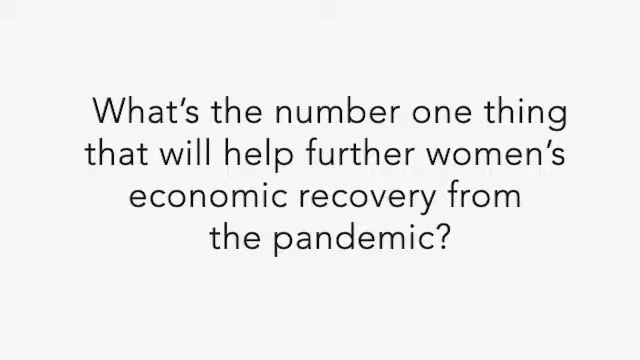 What's the number one thing
that will help further women's
economic recovery from
the pandemic?